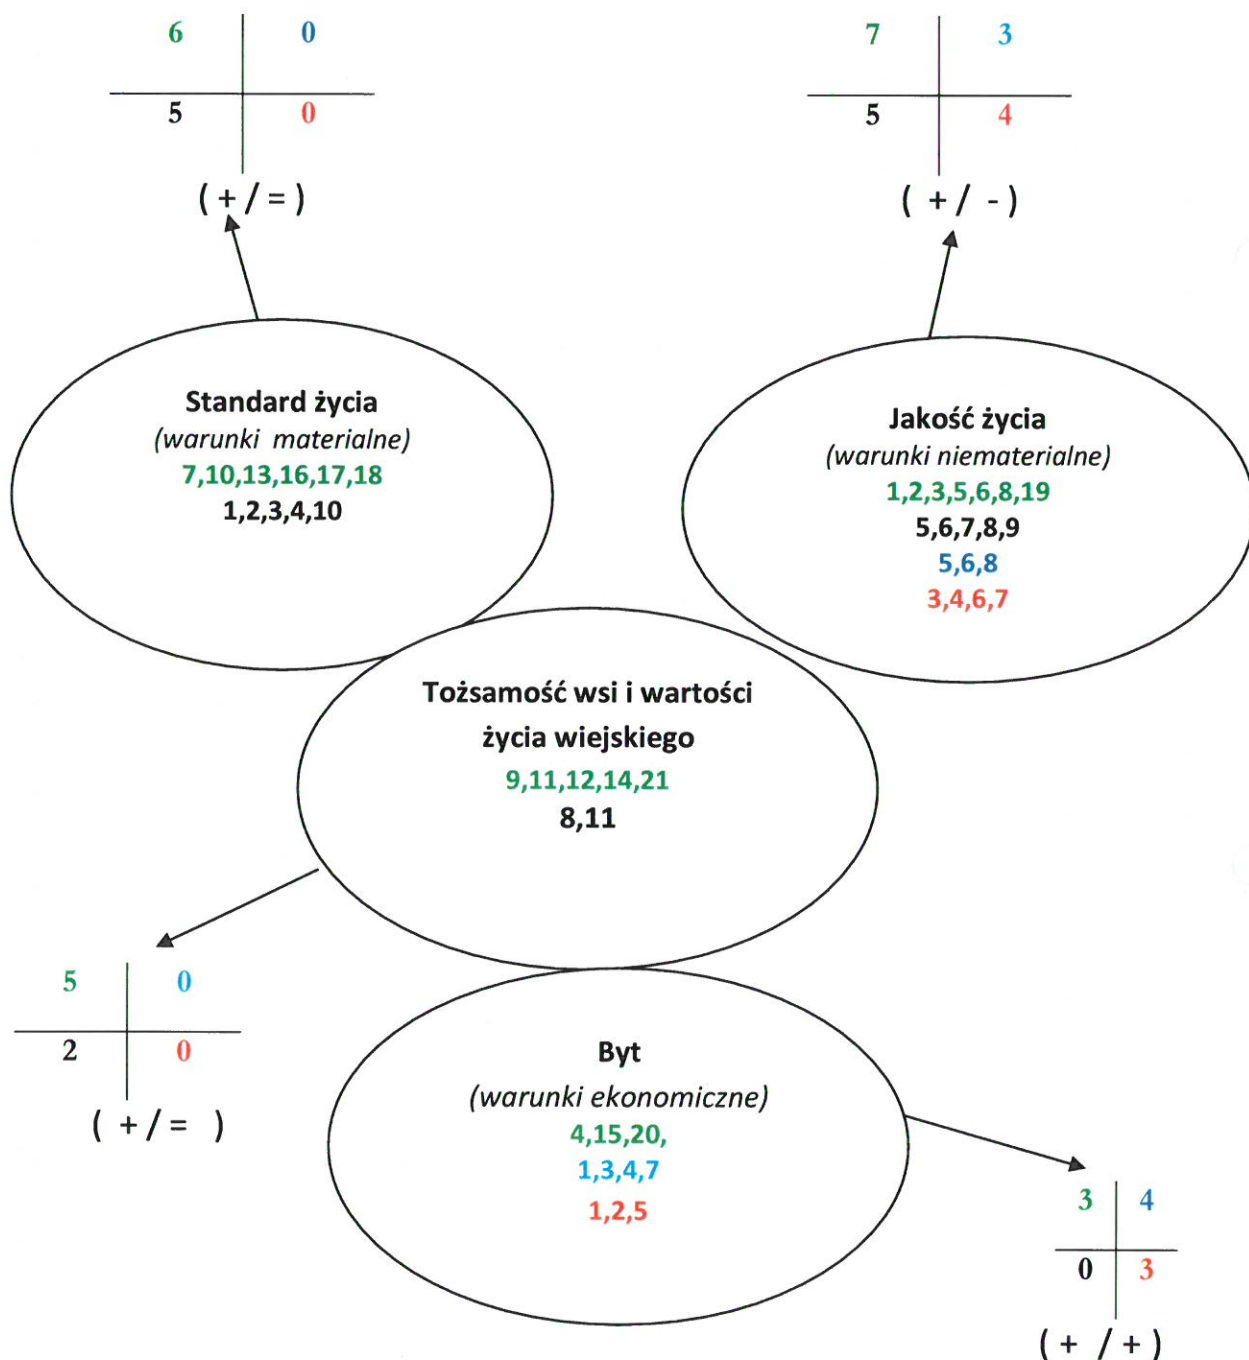 6 0
5 0
( + / = )
7 3
5 4
( + / - )
Standard życia
(warunki materialne)
7,10,13,16,17,18
1,2,3,4,10
Jakość życia
(warunki niematerialne)
1,2,3,5,6,8,19
5,6,7,8,9
5,6,8
3,4,6,7
Tożsamość wsi i wartości
życia wiejskiego
9,11,12,14,21
8,11
5 0
2 0
( + / = )
Byt
(warunki ekonomiczne)
4,15,20,
1,3,4,7
1,2,5
3 4
0 3
( + / + )